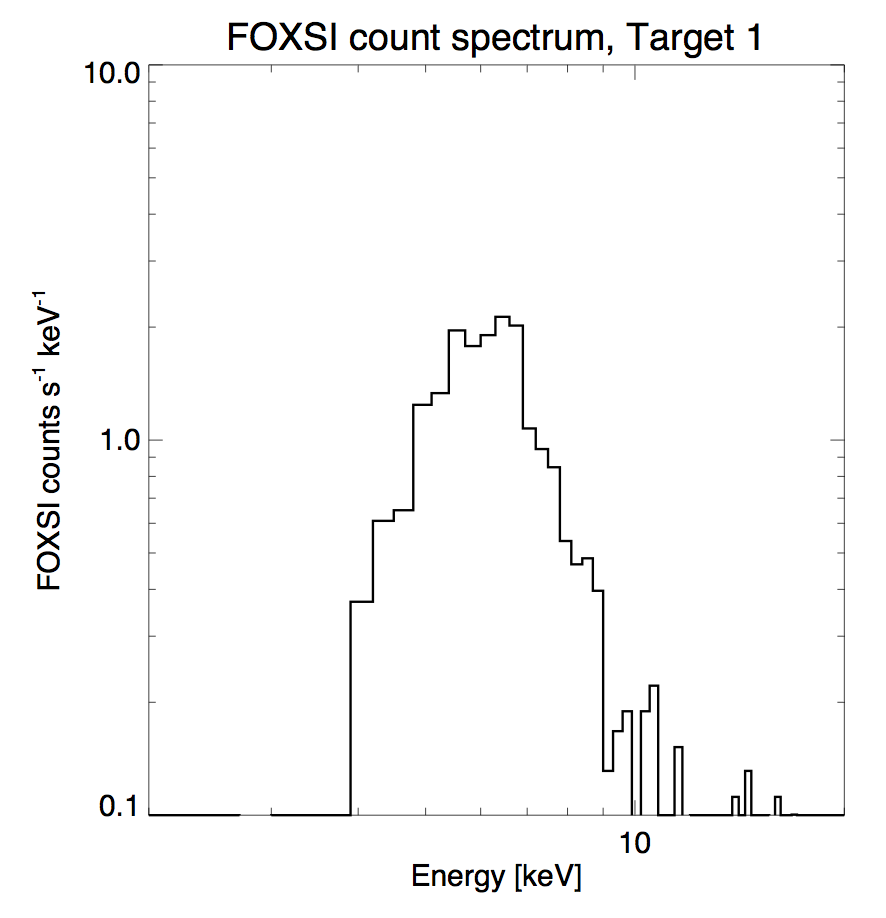 FOXSI count spectrum, Target 1
10.0
1.0
0.1
FOXSI counts s⁻¹ keV⁻¹
10
Energy [keV]